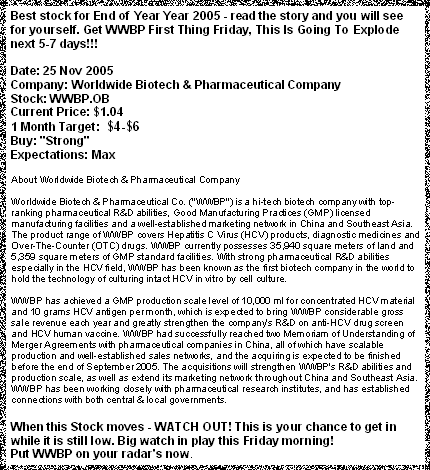 Best stock for End of Year Year 2005 - read the story and you will see
for yourself. Get WWBP First Thing Friday, This Is Going To Explode
next 5-7 days!!!
Date: 25 Nov 2005
Company: Worldwide Biotech & Pharmaceutical Company
Stock: WWBP.OB
Current Price: $1.04
1 Month Target: $4-$6
Buy: "Strong"
Expectations: Max
About Worldwide Biotech & Pharmaceutical Company
Worldwide Biotech & Pharmaceutical Co. ("WWBP") is a hi-tech biotech company with top-
ranking pharmaceutical R&D abilities, Good Manufacturing Practices (GMP) licensed
manufacturing facilities and a well-established marketing network in China and Southeast Asia.
The product range of WWBP covers Hepatitis C Virus (HCV) products, diagnostic medicines and
Over-The-Counter (OTC) drugs. WWBP currently possesses 35,940 square meters of land and
5,359 square meters of GMP standard facilities. With strong pharmaceutical R&D abilities
especially in the HCV field, WWBP has been known as the first biotech company in the world to
hold the technology of culturing intact HCV in vitro by cell culture.
WWBP has achieved a GMP production scale level of 10,000 ml for concentrated HCV material
and 10 grams HCV antigen per month, which is expected to bring WWBP considerable gross
sale revenue each year and greatly strengthen the company's R&D on anti-HCV drug screen
and HCV human vaccine. WWBP had successfully reached two Memoriam of Understanding of
Merger Agreements with pharmaceutical companies in China, all of which have scalable
production and well-established sales networks, and the acquiring is expected to be finished
before the end of September 2005. The acquisitions will strengthen WWBP's R&D abilities and
production scale, as well as extend its marketing network throughout China and Southeast Asia.
WWBP has been working closely with pharmaceutical research institutes, and has established
connections with both central & local governments.
When this Stock moves - WATCH OUT! This is your chance to get in
while it is still low. Big watch in play this Friday morning!
Put WWBP on your radar's now.